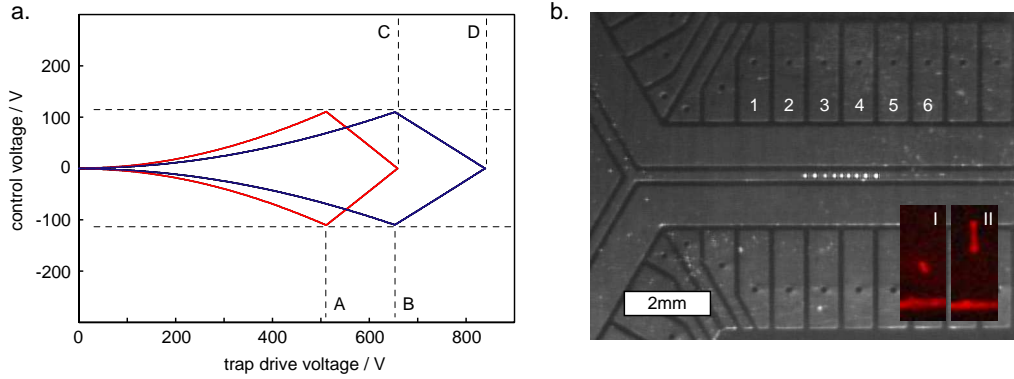 a.
control voltage / V
200
100
0
-100
-200
0
200
400
600
800
trap drive voltage / V
A
B
C
D
b.
1 2 3 4 5 6
I
II
2mm